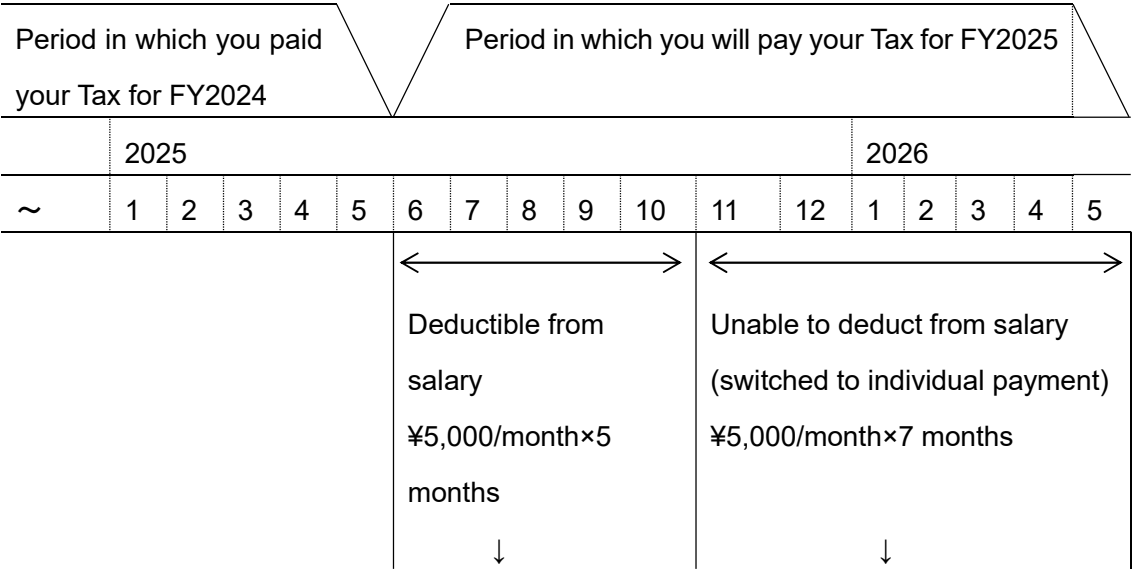 Period in which you paid
your Tax for FY2024
Period in which you will pay your Tax for FY2025
2025 2026
~ 1 2 3 4 5 6 7 8 9 10 11 12 1 2 3 4 5
Deductible from
salary
¥5,000/month×5
months
↓
Unable to deduct from salary
(switched to individual payment)
¥5,000/month×7 months
↓